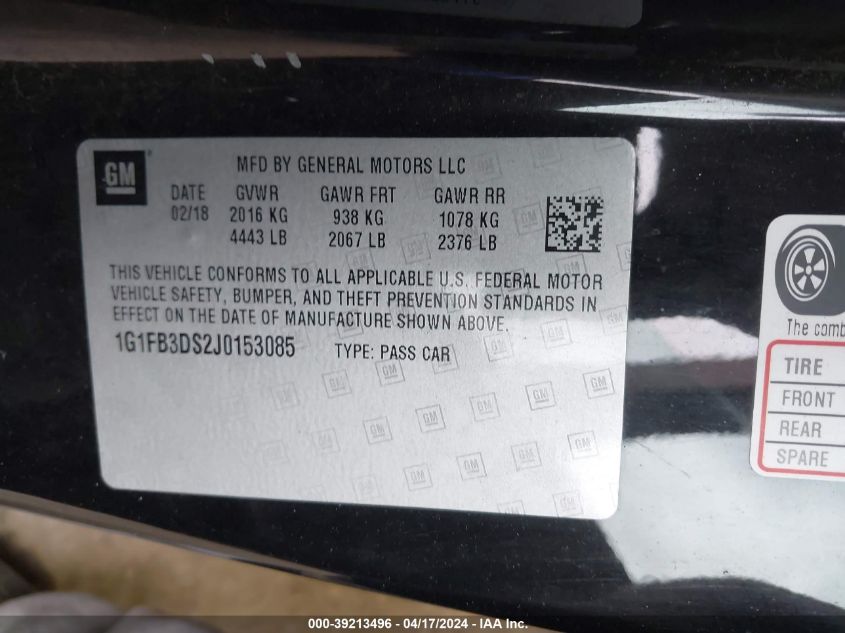 GM
MFD BY GENERAL MOTORS LLC
DATE GVWR GAWR FRT GAWR RR
02/18 2016 KG 938 KG 1078 KG
4443 LB 2067 LB 2376 LB
THIS VEHICLE CONFORMS TO ALL APPLICABLE U.S. FEDERAL MOTOR
VEHICLE SAFETY, BUMPER, AND THEFT PREVENTION STANDARDS IN
EFFECT ON THE DATE OF MANUFACTURE SHOWN ABOVE.
1G1FB3DS2J0153085 TYPE: PASS CAR
The comb
TIRE
FRONT
REAR
SPARE
000-39213496 - 04/17/2024 - IAA Inc.